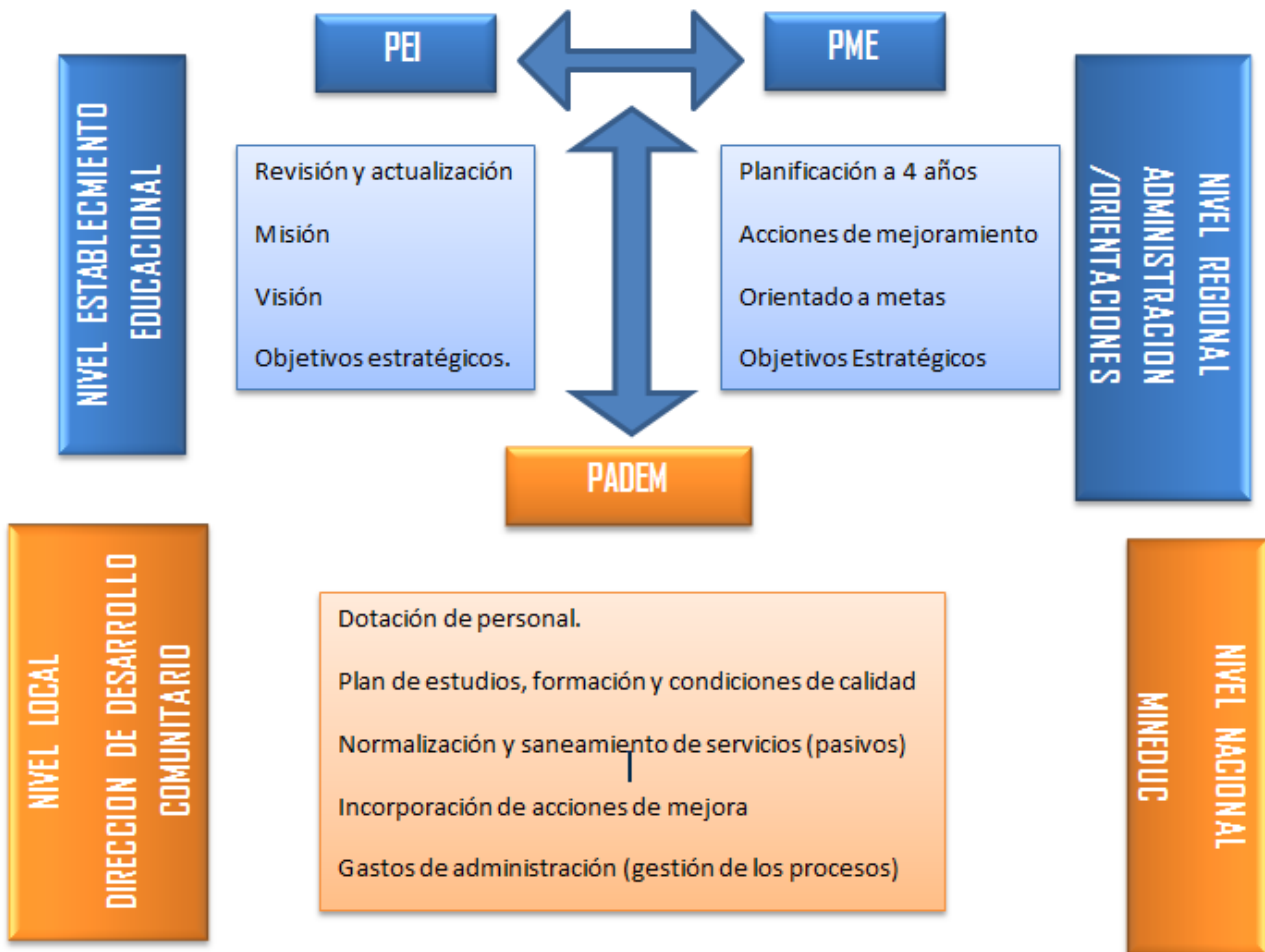 PEI
PME
NIVEL ESTABLECMIENTO
EDUCACIONAL
Revisión y actualización
Misión
Visión
Objetivos estratégicos.
Planificación a 4 años
Acciones de mejoramiento
Orientado a metas
Objetivos Estratégicos
NIVEL REGIONAL
ADMINISTRACION
/ORIENTACIONES
PADEM
NIVEL LOCAL
DIRECCION DE DESARROLLO
COMUNITARIO
Dotación de personal.
Plan de estudios, formación y condiciones de calidad
Normalización y saneamiento de servicios (pasivos)
Incorporación de acciones de mejora
Gastos de administración (gestión de los procesos)
NIVEL NACIONAL
MINEDUC